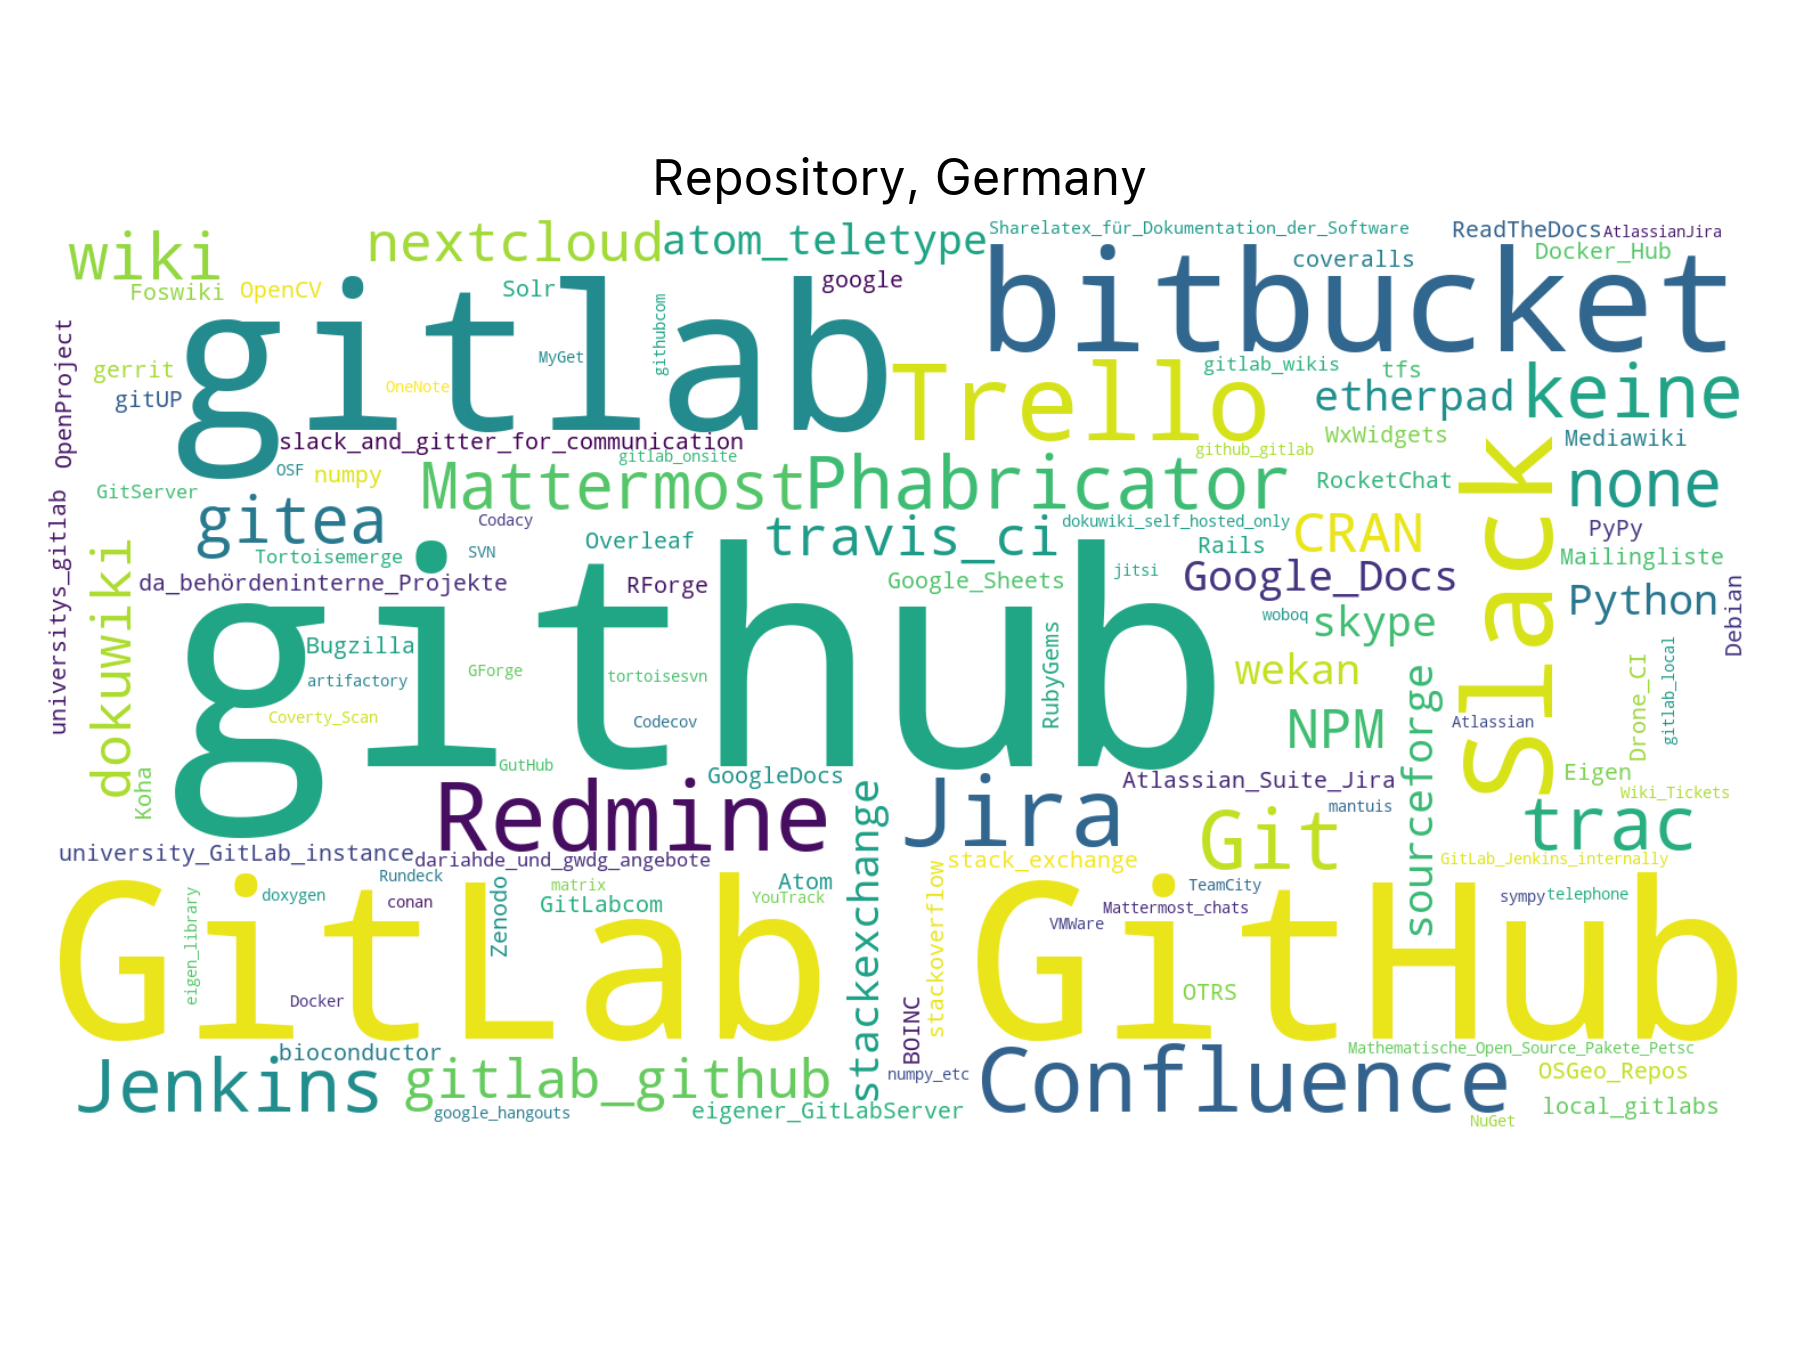 Repository, Germany
wiki
nextcloud
atom_teletype
Sharelatex_für_Dokumentation_der_Software
ReadTheDocs
AtlassianJira
Foswiki
OpenCV
Solr
google
coveralls
Docker_Hub
gitlab
bitbucket
githubcom
MyGet
OneNote
OpenProject
gerrit
gitUP
Trello
gitlab_wikis
tfs
etherpad
keine
slack_and_gitter_for_communication
gitlab_onsite
github_gitlab
WxWidgets
Mediawiki
OSF
numpy
GitServer
Mattermost
Phabricator
RocketChat
Slack
none
gitea
Codacy
travis_ci
dokuwiki_self_hosted_only
CRAN
PyPy
Tortoisemerge
SVN
Overleaf
Rails
Mailingliste
universitys_gitlab
dokuwiki
da_behördeninterne_Projekte
RForge
Google_Sheets
jitsi
Google_Docs
Python
Debian
github
woboq
skype
Bugzilla
artifactory
GForge
tortoisesvn
RubyGems
wekan
Coverty_Scan
Codecov
NPM
sourceforge
Atlassian
Drone_CI
gitlab_local
Koha
GutHub
GoogleDocs
Atlassian_Suite_Jira
Eigen
Wiki_Tickets
Redmine
Jira
mantuis
Git
trac
stackexchange
university_GitLab_instance
dariahde_und_gwdg_angebote
stack_exchange
GitLab_Jenkins_internally
Rundeck
matrix
Atom
TeamCity
doxygen
conan
GitLabcom
YouTrack
Mattermost_chats
sympy
telephone
Zenodo
VMWare
stackoverflow
eigen_library
GitLab
GitHub
Docker
OTRS
BOINC
bioconductor
Mathematische_Open_Source_Pakete_Petsc
Jenkins
gitlab_github
numpy_etc
Confluence
OSGeo_Repos
google_hangouts
eigener_GitLabServer
local_gitlabs
NuGet